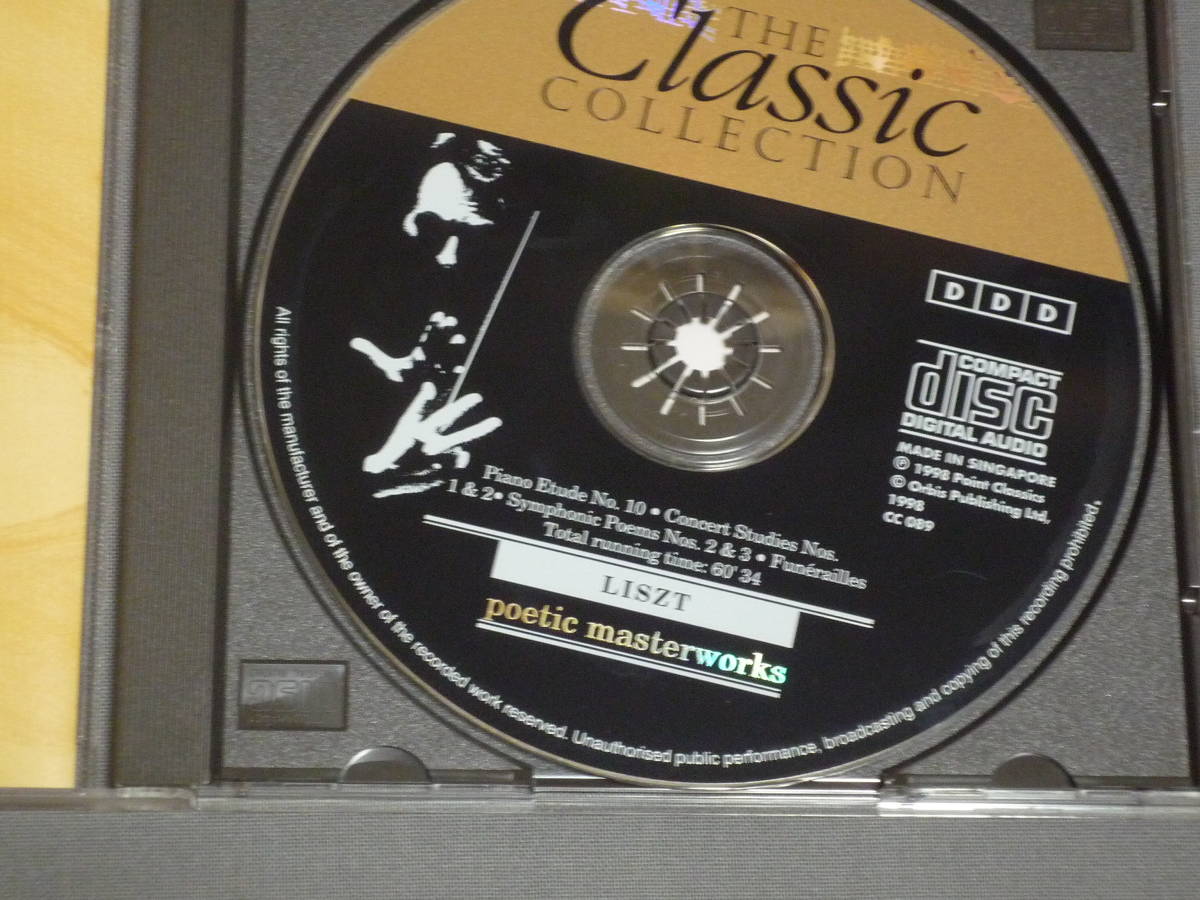 THE
Classic
COLLECTION
D D D
COMPACT
disc
DIGITAL AUDIO
MADE IN SINGAPORE
℗ 1998 Point Classics
© Orbis Publishing Ltd,
1998
CC 089
Piano Etude No. 10 • Concert Studies Nos.
1 & 2 • Symphonic Poems Nos. 2 & 3 • Funérailles
Total running time: 60' 34
LISZT
poetic masterworks
All rights of the manufacturer and of the owner of the recorded work reserved. Unauthorised public performance, broadcasting and copying of this recording prohibited.